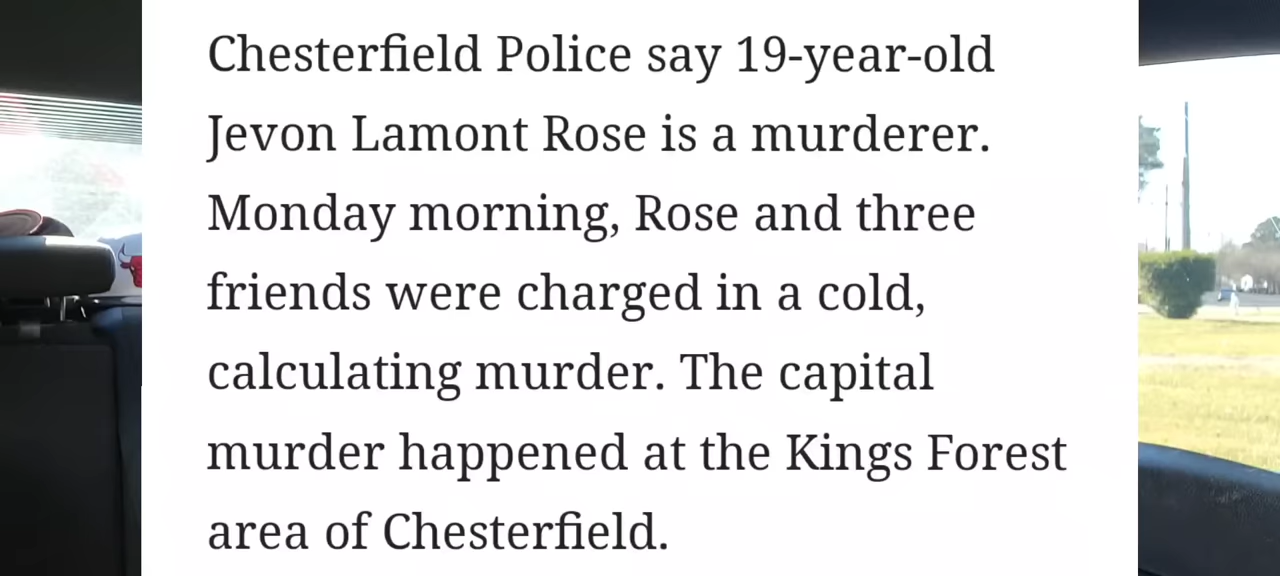 Chesterfield Police say 19-year-old
Jevon Lamont Rose is a murderer.
Monday morning, Rose and three
friends were charged in a cold,
calculating murder. The capital
murder happened at the Kings Forest
area of Chesterfield.